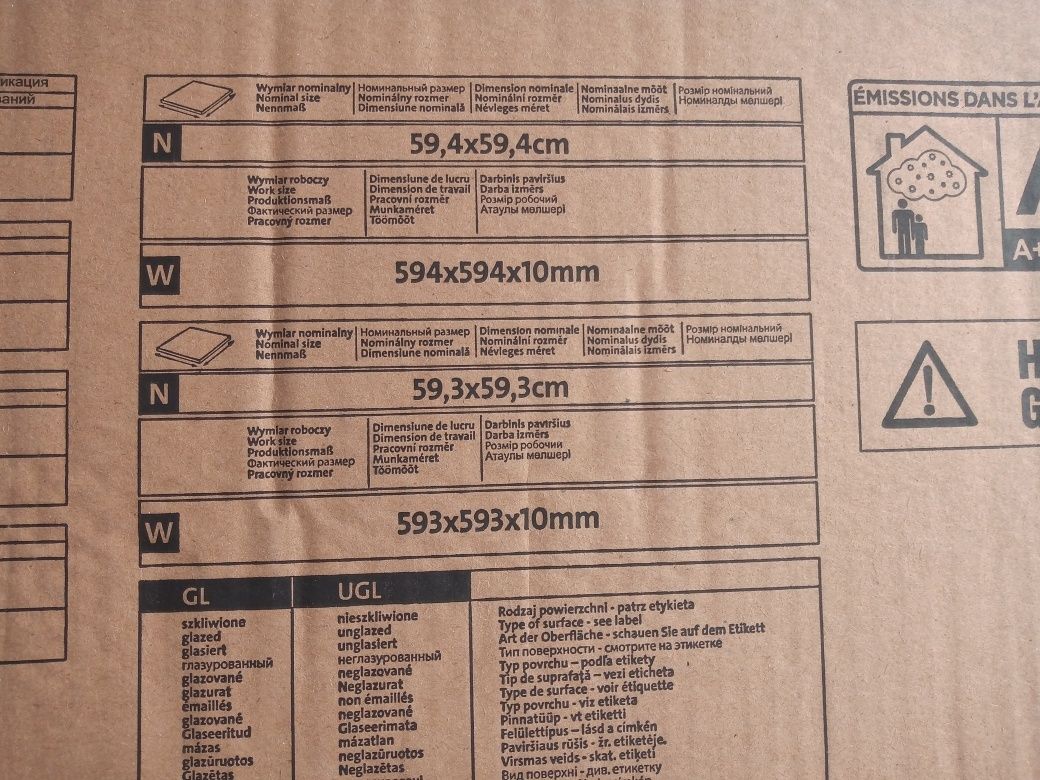 икация
ваний
Wymiar nominalny
Nominal size
Nennmaß
Номинальный размер
Nominálny rozmer
Dimensiune nominală
Dimension nominale
Nominální rozměr
Névleges méret
Nominaalne mõõt
Nominalus dydis
Nominālais izmērs
Розмір номінальний
Номиналды мөлшері
N
59,4x59,4cm
Wymiar roboczy
Work size
Produktionsmaß
Фактический размер
Pracovný rozmer
Dimensiune de lucru
Dimension de travail
Pracovní rozměr
Munkaméret
Töömõõt
Darbinis paviršius
Darba izmērs
Розмір робочий
Атаулы мөлшері
W
594x594x10mm
Wymiar nominalny
Nominal size
Nennmaß
Номинальный размер
Nominálny rozmer
Dimensiune nominală
Dimension nominale
Nominální rozměr
Névleges méret
Nominaalne mõõt
Nominalus dydis
Nominālais izmērs
Розмір номінальний
Номиналды мөлшері
N
59,3x59,3cm
Wymiar roboczy
Work size
Produktionsmaß
Фактический размер
Pracovný rozmer
Dimensiune de lucru
Dimension de travail
Pracovní rozměr
Munkaméret
Töömõõt
Darbinis paviršius
Darba izmērs
Розмір робочий
Атаулы мөлшері
W
593x593x10mm
GL
szkliwione
glazed
glasiert
глазурованный
glazované
glazurat
émaillés
glazované
Glaseeritud
mázas
glazūruotos
Glazētas
UGL
nieszkliwione
unglazed
unglasiert
неглазурованный
neglazované
Neglazurat
non émaillés
neglazované
Glaseerimata
mázatlan
neglazūruotos
Neglazētas
Rodzaj powierzchni - patrz etykieta
Type of surface - see label
Art der Oberfläche - schauen Sie auf dem Etikett
Тип поверхности - смотрите на этикетке
Typ povrchu – podľa etikety
Tip de suprafață – vezi eticheta
Type de surface - voir étiquette
Typ povrchu - viz etiketa
Pinnatüüp - vt etiketti
Felülettípus – lásd a címkén
Paviršiaus rūšis - žr. etiketėje.
Virsmas veids - skat. etiķeti
Вид поверхні - див. етикетку
ÉMISSIONS DANS L'A
A+
H
G